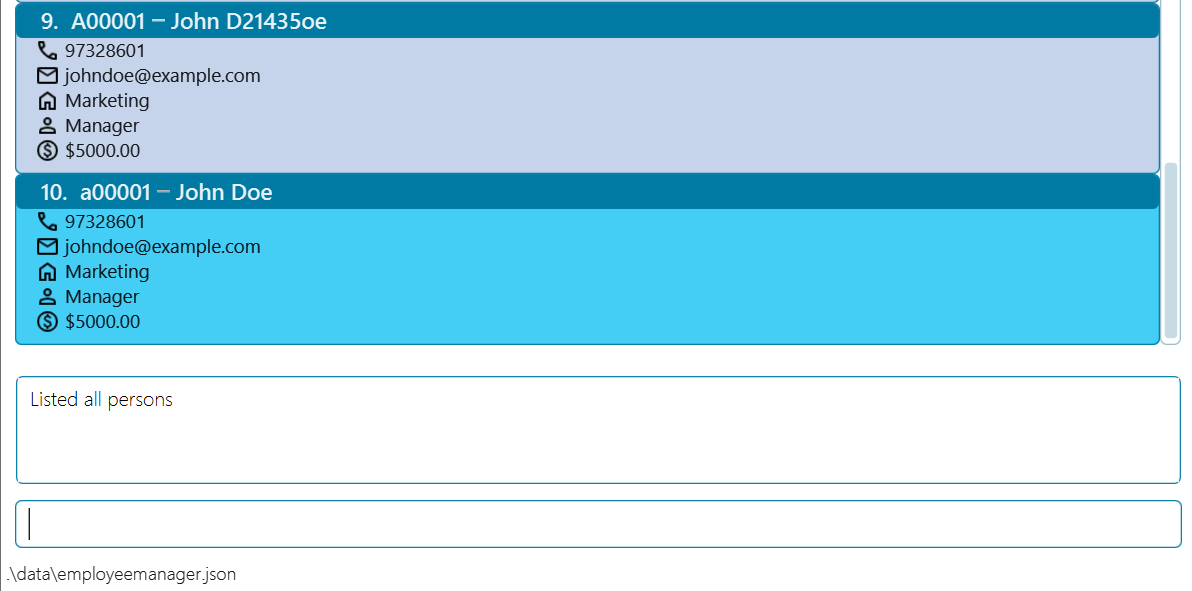 9. A00001 – John D21435oe
97328601
johndoe@example.com
Marketing
Manager
$5000.00
10. a00001 – John Doe
97328601
johndoe@example.com
Marketing
Manager
$5000.00
Listed all persons
.\data\employeemanager.json